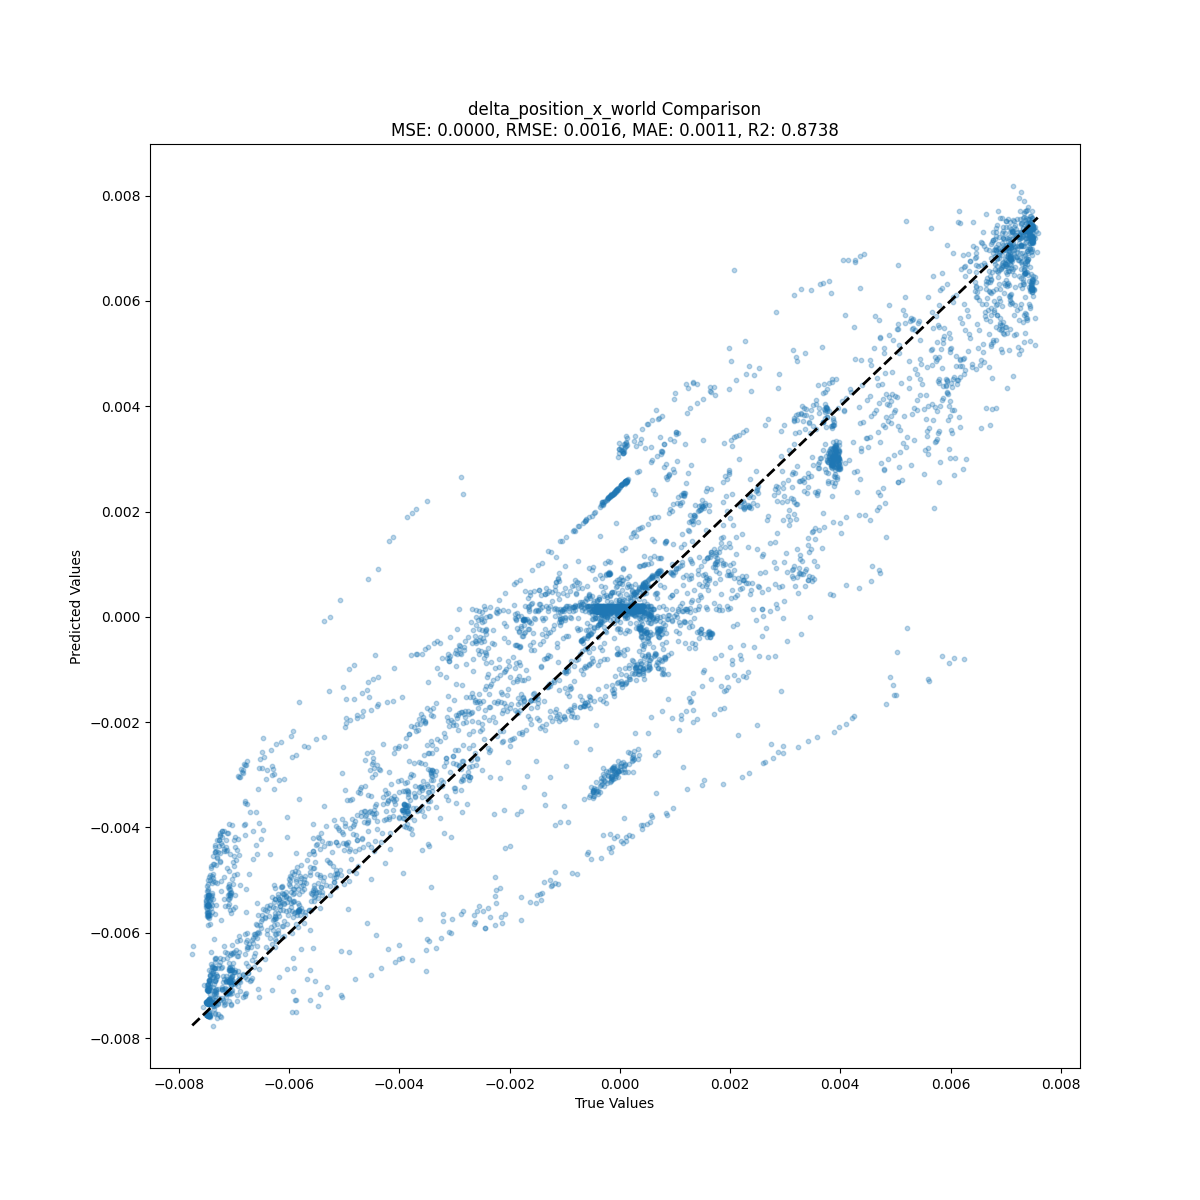 delta_position_x_world Comparison
MSE: 0.0000, RMSE: 0.0016, MAE: 0.0011, R2: 0.8738
0.008
0.006
0.004
0.002
0.000
−0.002
−0.004
−0.006
−0.008
Predicted Values
−0.008 −0.006 −0.004 −0.002 0.000 0.002 0.004 0.006 0.008
True Values